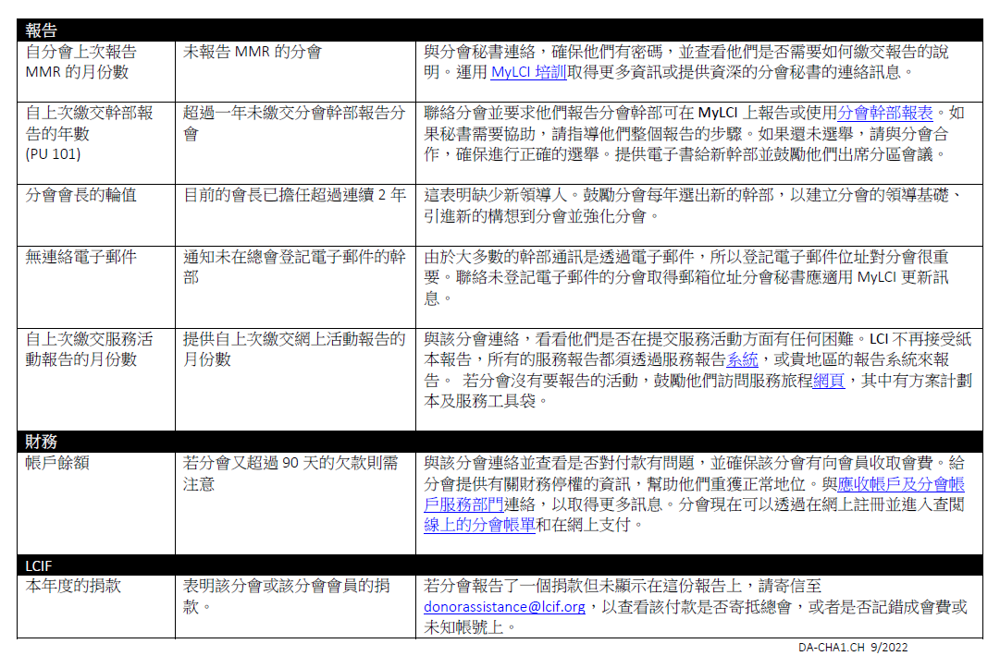 報告
自分會上次報告
MMR 的月份數
未報告 MMR 的分會
與分會秘書連絡，確保他們有密碼，並查看他們是否需要如何繳交報告的說
明。運用 MyLCI 培訓取得更多資訊或提供資深的分會秘書的連絡訊息。
自上次繳交幹部報
告的年數
(PU 101)
超過一年未繳交分會幹部報告分
會
聯絡分會並要求他們報告分會幹部可在 MyLCI 上報告或使用分會幹部報表。如
果秘書需要協助，請指導他們整個報告的步驟。如果還未選舉，請與分會合
作，確保進行正確的選舉。提供電子書給新幹部並鼓勵他們出席分區會議。
分會會長的輪值
目前的會長已擔任超過連續 2 年
這表明缺少新領導人。鼓勵分會每年選出新的幹部，以建立分會的領導基礎、
引進新的構想到分會並強化分會。
無連絡電子郵件
通知未在總會登記電子郵件的幹
部
由於大多數的幹部通訊是透過電子郵件，所以登記電子郵件位址對分會很重
要。聯絡未登記電子郵件的分會取得郵箱位址分會秘書應適用 MyLCI 更新訊
息。
自上次繳交服務活
動報告的月份數
提供自上次繳交網上活動報告的
月份數
與該分會連絡，看看他們是否在提交服務活動方面有任何困難。LCI 不再接受紙
本報告，所有的服務報告都須透過服務報告系統，或貴地區的報告系統來報
告。 若分會沒有要報告的活動，鼓勵他們訪問服務旅程網頁，其中有方案計劃
本及服務工具袋。
財務
帳戶餘額
若分會又超過 90 天的欠款則需
注意
與該分會連絡並查看是否對付款有問題，並確保該分會有向會員收取會費。給
分會提供有關財務停權的資訊，幫助他們重獲正常地位。與應收帳戶及分會帳
戶服務部門連絡，以取得更多訊息。分會現在可以透過在網上註冊並進入查閱
線上的分會帳單和在網上支付。
LCIF
本年度的捐款
表明該分會或該分會會員的捐
款。
若分會報告了一個捐款但未顯示在這份報告上，請寄信至
donorassistance@lcif.org，以查看該付款是否寄抵總會，或者是否記錯成會費或
未知帳號上。
DA-CHA1.CH 9/2022